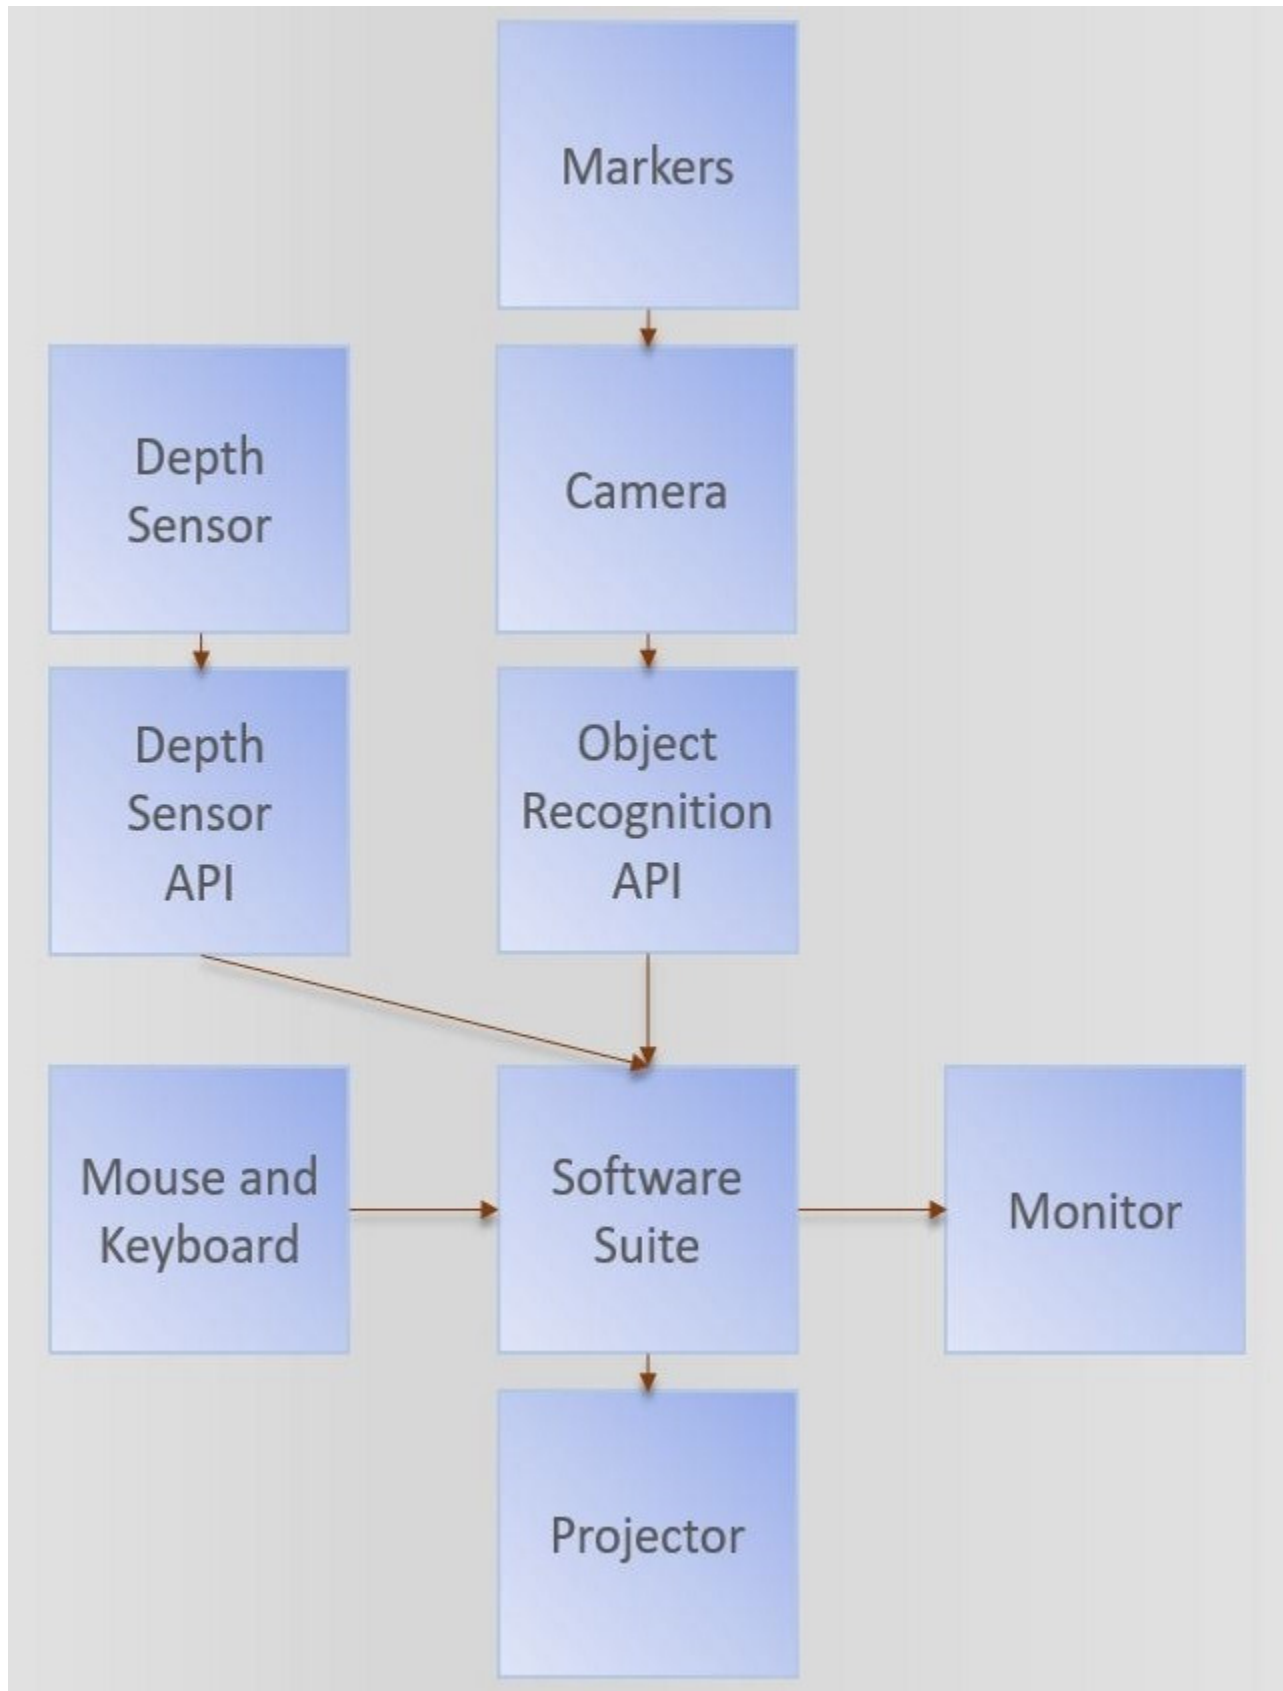 Markers
Depth
Sensor
Camera
Depth
Sensor
API
Object
Recognition
API
Mouse and
Keyboard
Software
Suite
Monitor
Projector